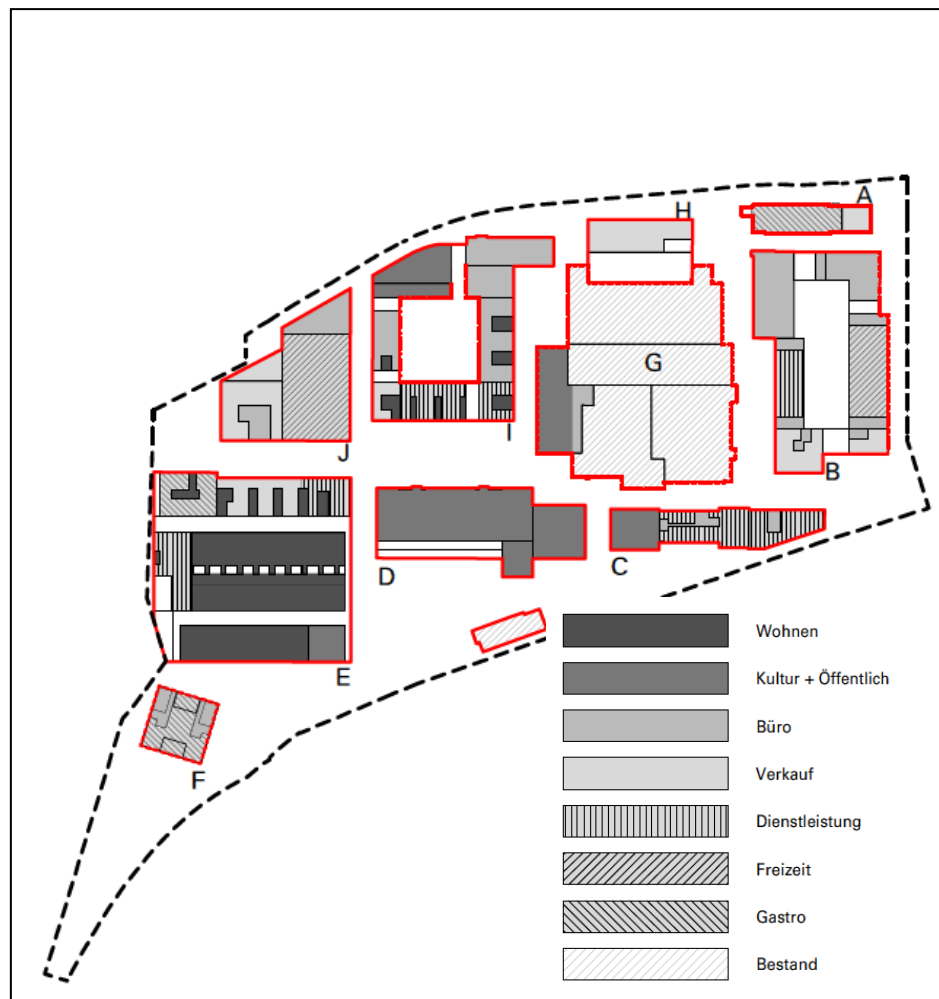 A
H
G
I
J
B
D
C
E
F
Wohnen
Kultur + Öffentlich
Büro
Verkauf
Dienstleistung
Freizeit
Gastro
Bestand